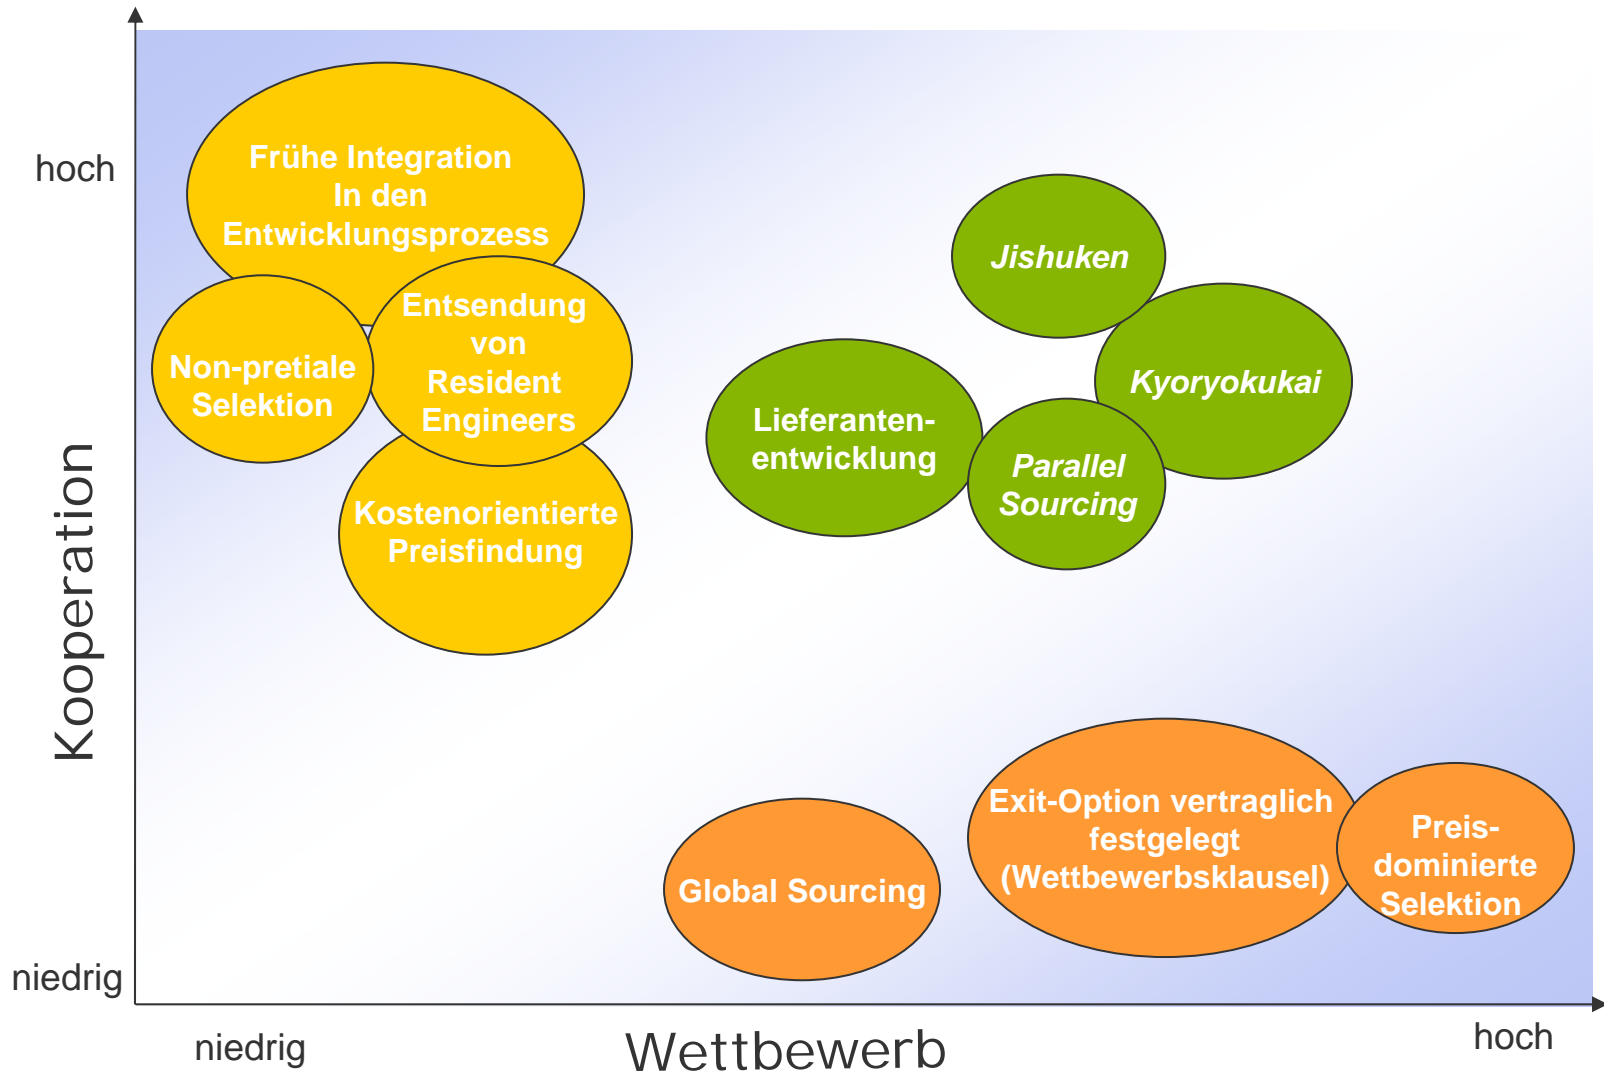 hoch
Frühe Integration
In den
Entwicklungsprozess
Jishuken
Entsendung
von
Resident
Engineers
Non-pretiale
Selektion
Kyoryokukai
Lieferanten-
entwicklung
Parallel
Sourcing
Kostenorientierte
Preisfindung
Kooperation
Exit-Option vertraglich
festgelegt
(Wettbewerbsklausel)
Preis-
dominierte
Selektion
Global Sourcing
niedrig
niedrig
Wettbewerb
hoch